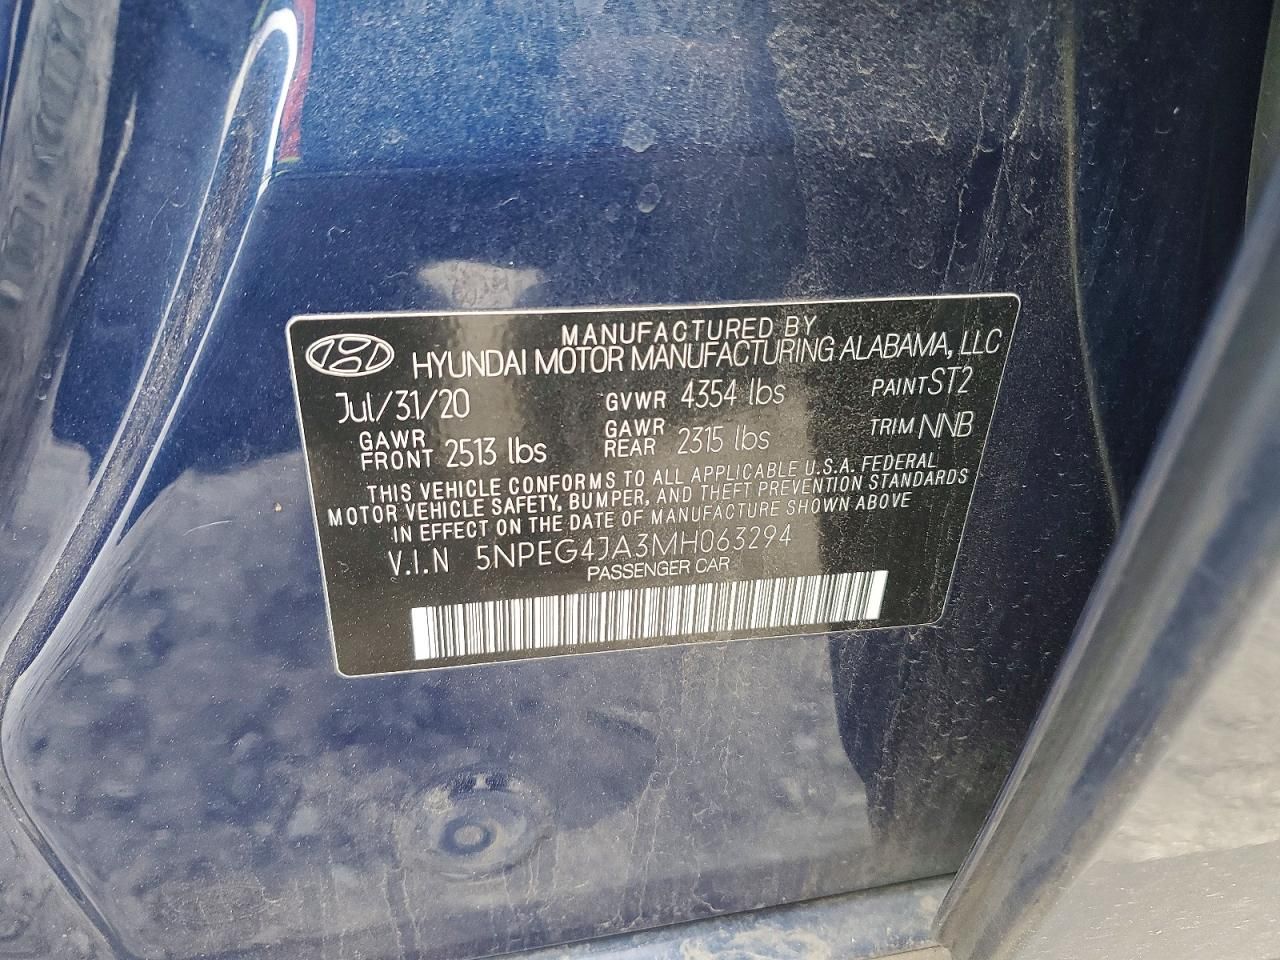 MANUFACTURED BY
HYUNDAI MOTOR MANUFACTURING ALABAMA, LLC
Jul/31/20 GVWR 4354 lbs PAINT ST2
GAWR FRONT 2513 lbs GAWR REAR 2315 lbs TRIM NNB
THIS VEHICLE CONFORMS TO ALL APPLICABLE U.S.A. FEDERAL
MOTOR VEHICLE SAFETY, BUMPER, AND THEFT PREVENTION STANDARDS
IN EFFECT ON THE DATE OF MANUFACTURE SHOWN ABOVE
V.I.N 5NPEG4JA3MH063294
PASSENGER CAR